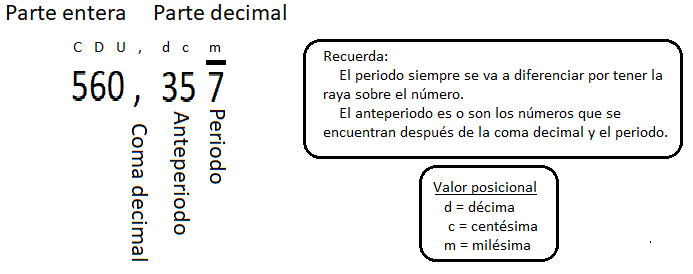 Parte entera Parte decimal
C D U , d c m
560 , 35 7
Coma decimal
Anteperiodo
Periodo
Recuerda:
El periodo siempre se va a diferenciar por tener la
raya sobre el número.
El anteperiodo es o son los números que se
encuentran después de la coma decimal y el periodo.
Valor posicional
d = décima
c = centésima
m = milésima